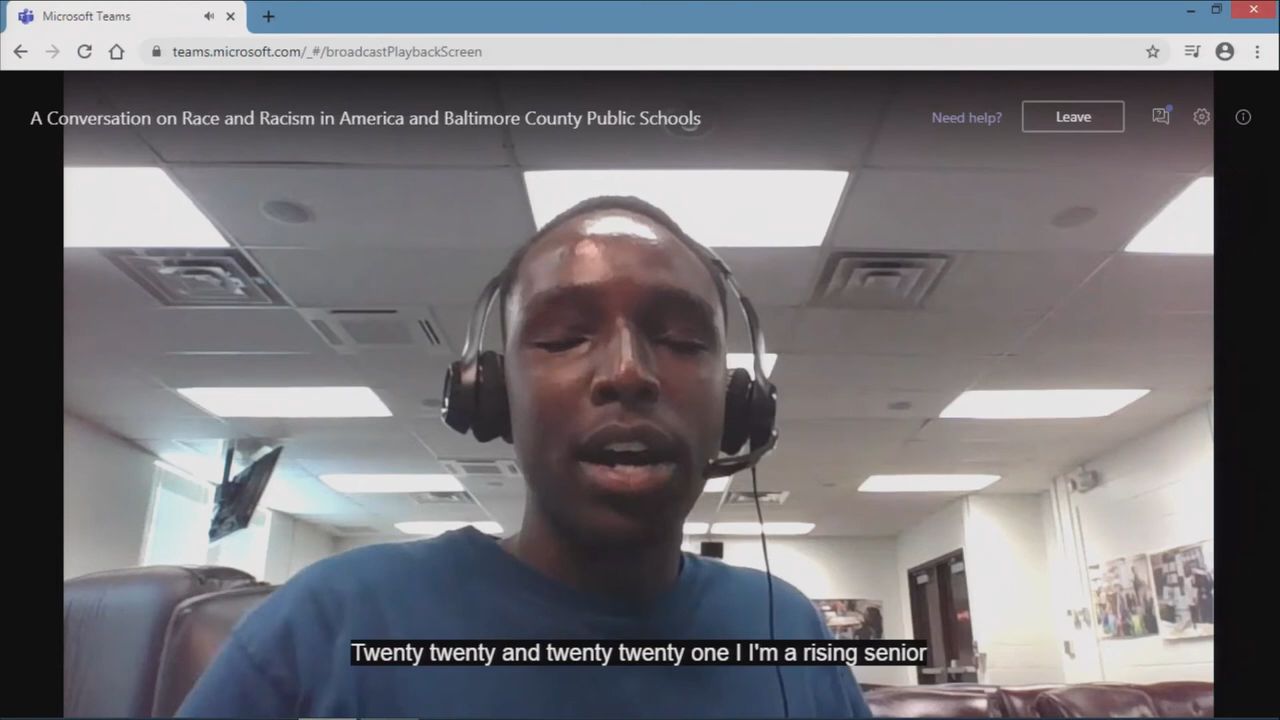 Microsoft Teams
teams.microsoft.com/_#/broadcastPlaybackScreen
A Conversation on Race and Racism in America and Baltimore County Public Schools
Need help?
Leave
Twenty twenty and twenty twenty one I I'm a rising senior